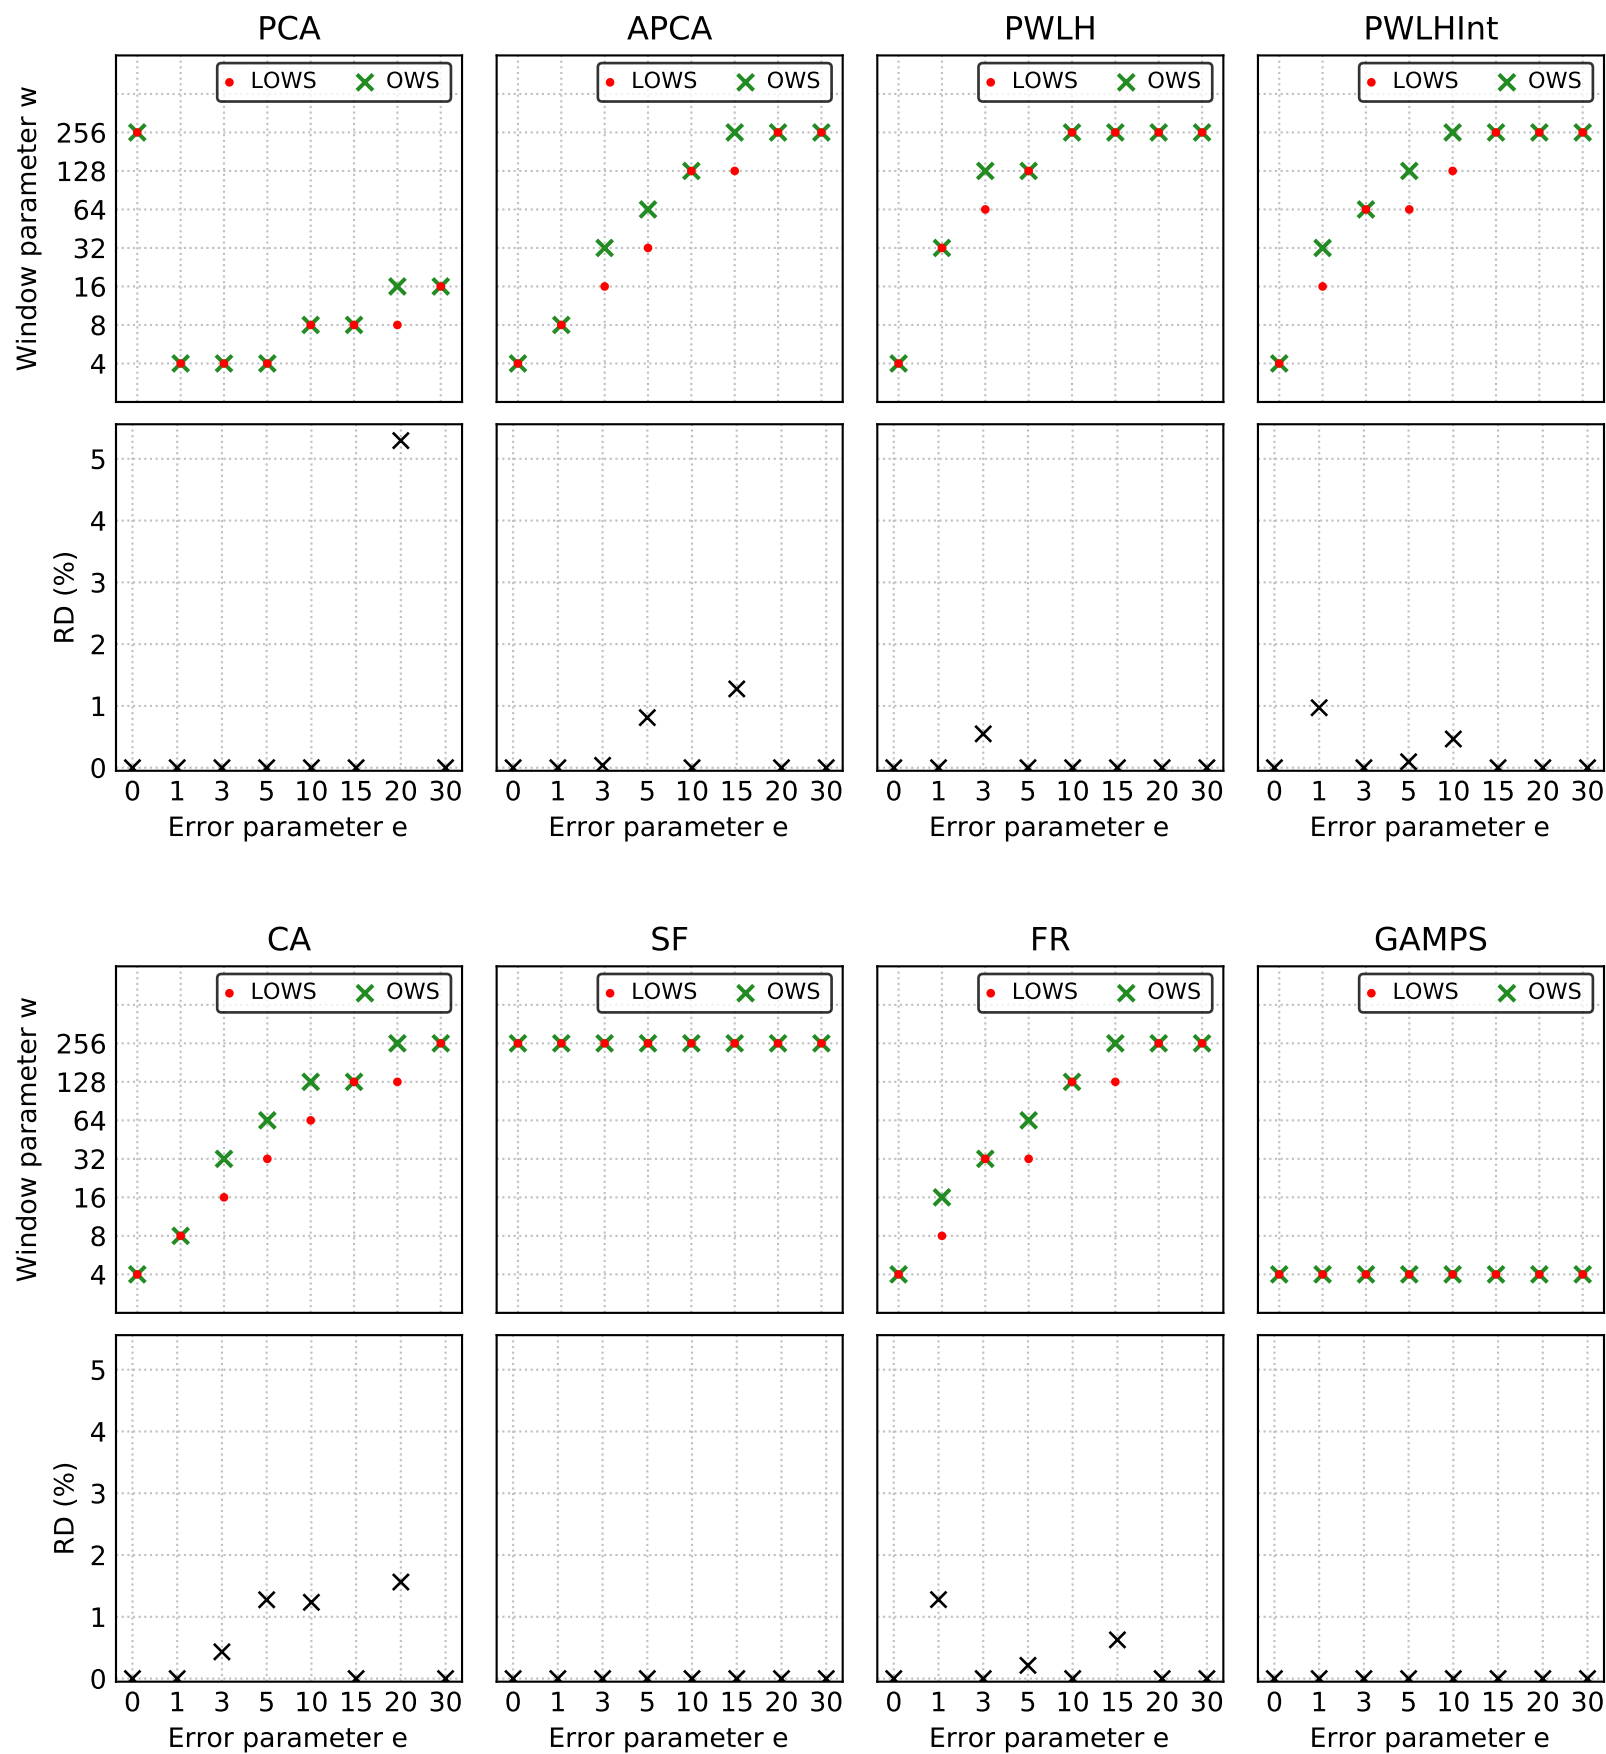 PCA APCA PWLH PWLHInt
LOWS OWS LOWS OWS LOWS OWS LOWS OWS
Window parameter w
256
128
64
32
16
8
4
RD (%)
5
4
3
2
1
0
0 1 3 5 10 15 20 30 0 1 3 5 10 15 20 30 0 1 3 5 10 15 20 30 0 1 3 5 10 15 20 30
Error parameter e Error parameter e Error parameter e Error parameter e
CA SF FR GAMPS
LOWS OWS LOWS OWS LOWS OWS LOWS OWS
Window parameter w
256
128
64
32
16
8
4
RD (%)
5
4
3
2
1
0
0 1 3 5 10 15 20 30 0 1 3 5 10 15 20 30 0 1 3 5 10 15 20 30 0 1 3 5 10 15 20 30
Error parameter e Error parameter e Error parameter e Error parameter e